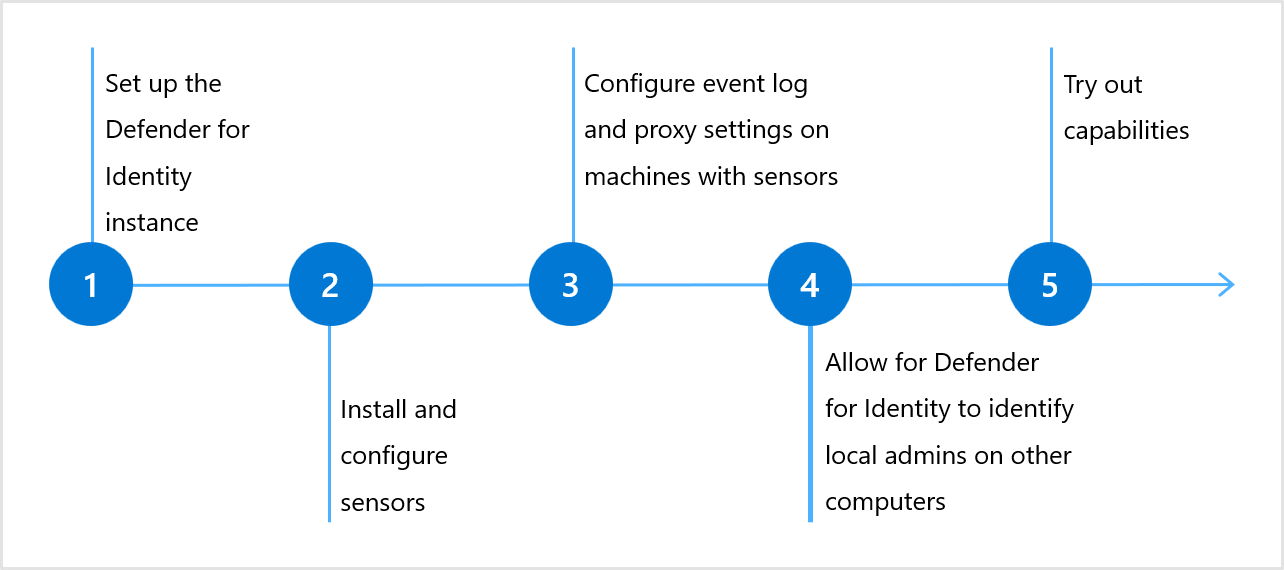 Set up the
Defender for
Identity
instance
Configure event log
and proxy settings on
machines with sensors
Try out
capabilities
1
2
3
4
5
Install and
configure
sensors
Allow for Defender
for Identity to identify
local admins on other
computers